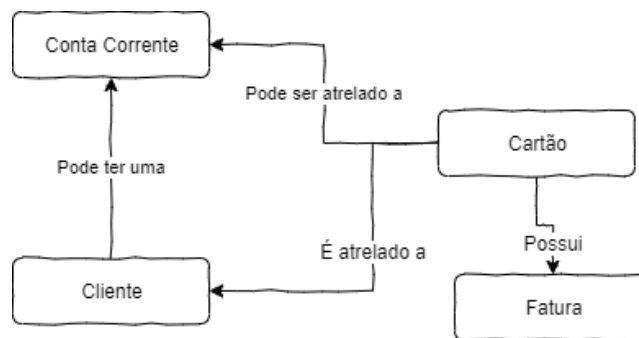 Conta Corrente
Pode ser atrelado a
Cartão
Pode ter uma
É atrelado a
Possui
Cliente
Fatura